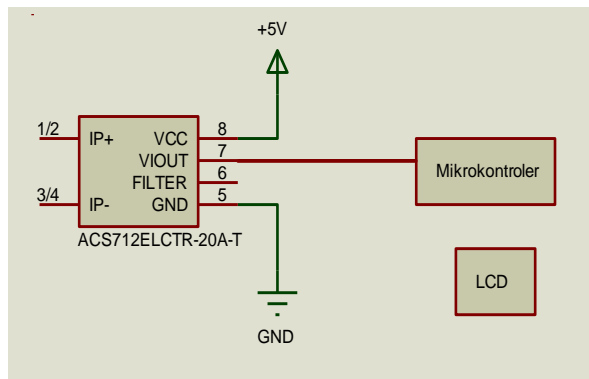 +5V
1/2 IP+ VCC 8
VIOUT 7
FILTER 6
3/4 IP- GND 5
ACS712ELCTR-20A-T
Mikrokontroler
LCD
GND